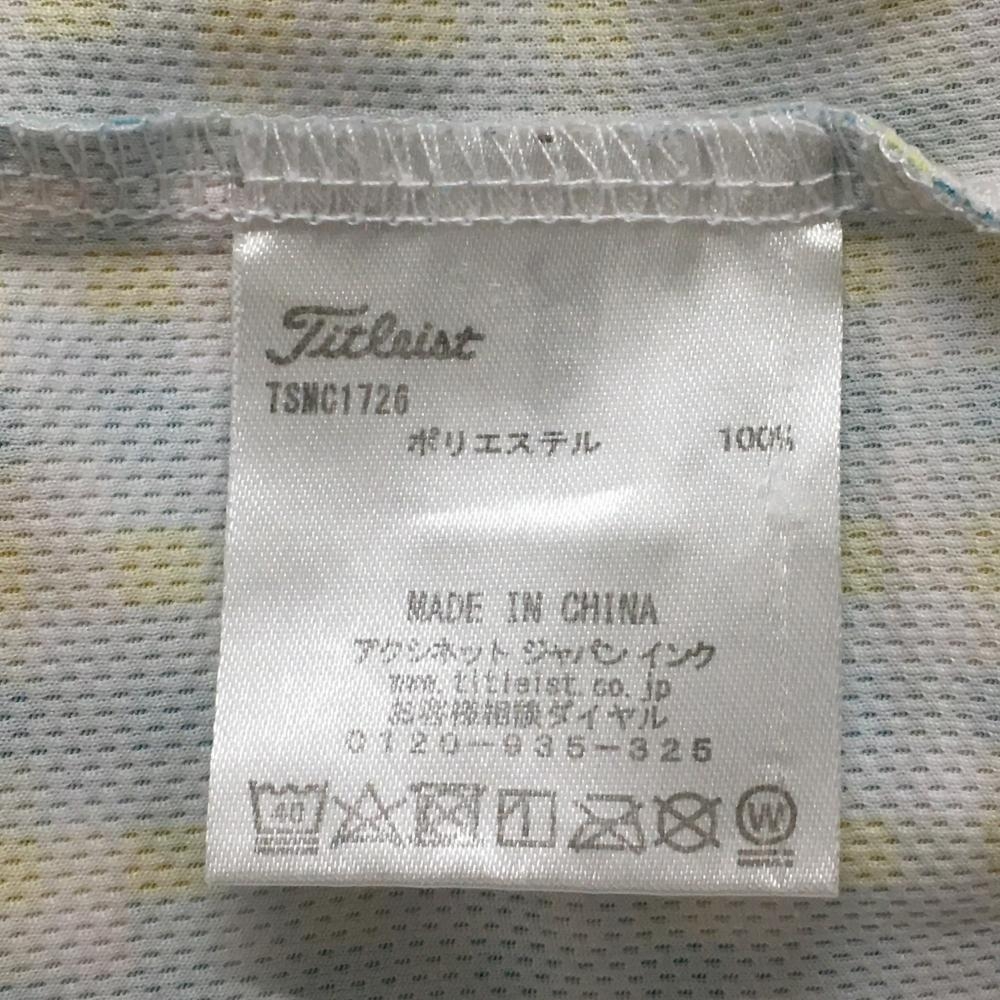 Titleist
TSMC1726
ポリエステル 100%
MADE IN CHINA
アクシネット ジャパン インク
www.titleist.co.jp
お客様相談ダイヤル
0120-935-325
40
W